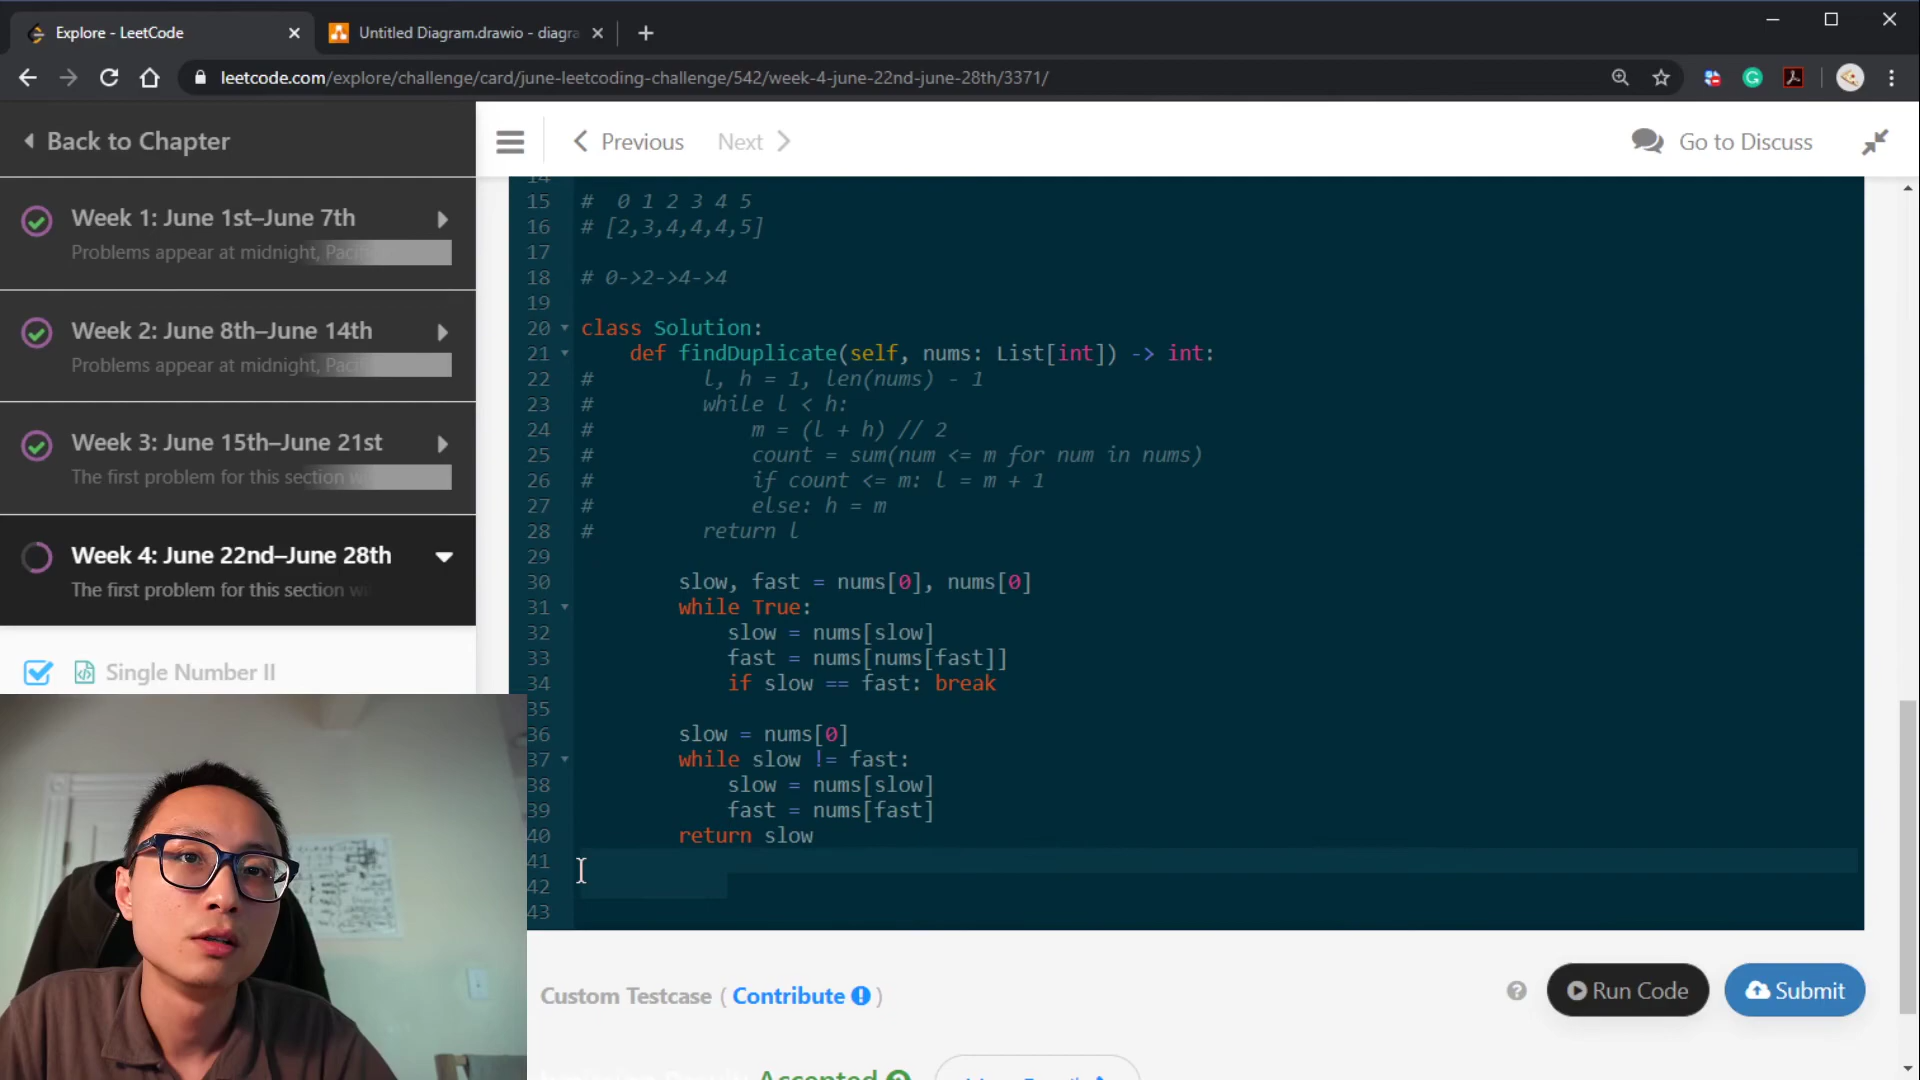 Explore - LeetCode
Untitled Diagram.drawio - diagra
leetcode.com/explore/challenge/card/june-leetcoding-challenge/542/week-4-june-22nd-june-28th/3371/
Back to Chapter
Previous
Next
Go to Discuss
Week 1: June 1st–June 7th
Problems appear at midnight, Pacif
Week 2: June 8th–June 14th
Problems appear at midnight, Pacif
Week 3: June 15th–June 21st
The first problem for this section w
Week 4: June 22nd–June 28th
The first problem for this section wi
Single Number II
14
15 #  0 1 2 3 4 5
16 # [2,3,4,4,4,5]
17
18 # 0->2->4->4
19
20 class Solution:
21     def findDuplicate(self, nums: List[int]) -> int:
22 #         l, h = 1, len(nums) - 1
23 #         while l < h:
24 #             m = (l + h) // 2
25 #             count = sum(num <= m for num in nums)
26 #             if count <= m: l = m + 1
27 #             else: h = m
28 #         return l
29
30         slow, fast = nums[0], nums[0]
31         while True:
32             slow = nums[slow]
33             fast = nums[nums[fast]]
34             if slow == fast: break
35
36         slow = nums[0]
37         while slow != fast:
38             slow = nums[slow]
39             fast = nums[fast]
40         return slow
41
42
43
Custom Testcase ( Contribute )
Run Code
Submit
Accepted